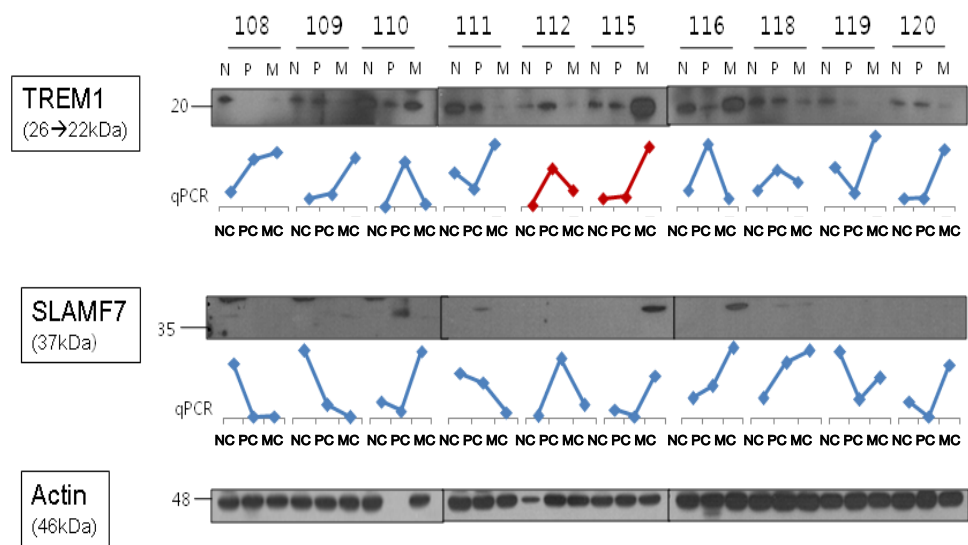 108 109 110 111 112 115 116 118 119 120
N P M N P M N P M N P M N P M N P M N P M N P M N P M N P M
TREM1
(26→22kDa)
20
qPCR
NC PC MC NC PC MC NC PC MC NC PC MC NC PC MC NC PC MC NC PC MC NC PC MC NC PC MC NC PC MC
SLAMF7
(37kDa)
35
qPCR
NC PC MC NC PC MC NC PC MC NC PC MC NC PC MC NC PC MC NC PC MC NC PC MC NC PC MC NC PC MC
Actin
(46kDa)
48